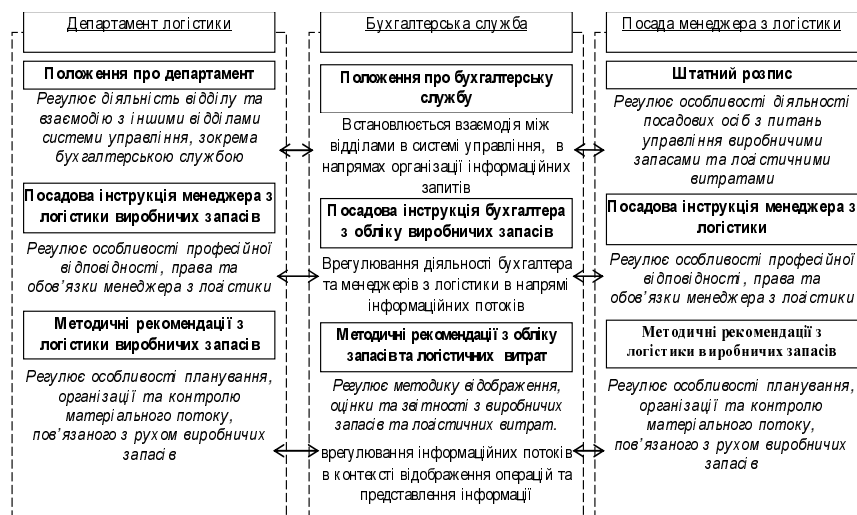 Департамент логістики
Положення про департамент
Регулює діяльність відділу та
взаємодію з іншими відділами
системи управління, зокрема
бухгалтерською службою
Посадова інструкція менеджера з
логістики виробничих запасів
Регулює особливості професійної
відповідності, права та
обов’язки менеджера з логістики
Методичні рекомендації з
логістики виробничих запасів
Регулює особливості планування,
організації та контролю
матеріального потоку,
пов’язаного з рухом виробничих
запасів
Бухгалтерська служба
Положення про бухгалтерську
службу
Встановлюється взаємодія між
відділами в системі управління, в
напрямах організації інформаційних
запитів
Посадова інструкція бухгалтера
з обліку виробничих запасів
Врегулювання діяльності бухгалтера
та менеджерів з логістики в напрямі
інформаційних потоків
Методичні рекомендації з обліку
запасів та логістичних витрат
Регулює методику відображення,
оцінки та звітності з виробничих
запасів та логістичних витрат.
врегулювання інформаційних потоків
в контексті відображення операцій та
представлення інформації
Посада менеджера з логістики
Штатний розпис
Регулює особливості діяльності
посадових осіб з питань
управління виробничими
запасами та логістичними
витратами
Посадова інструкція менеджера з
логістики
Регулює особливості професійної
відповідності, права та
обов’язки менеджера з логістики
Методичні рекомендації з
логістики виробничих запасів
Регулює особливості планування,
організації та контролю
матеріального потоку,
пов’язаного з рухом виробничих
запасів